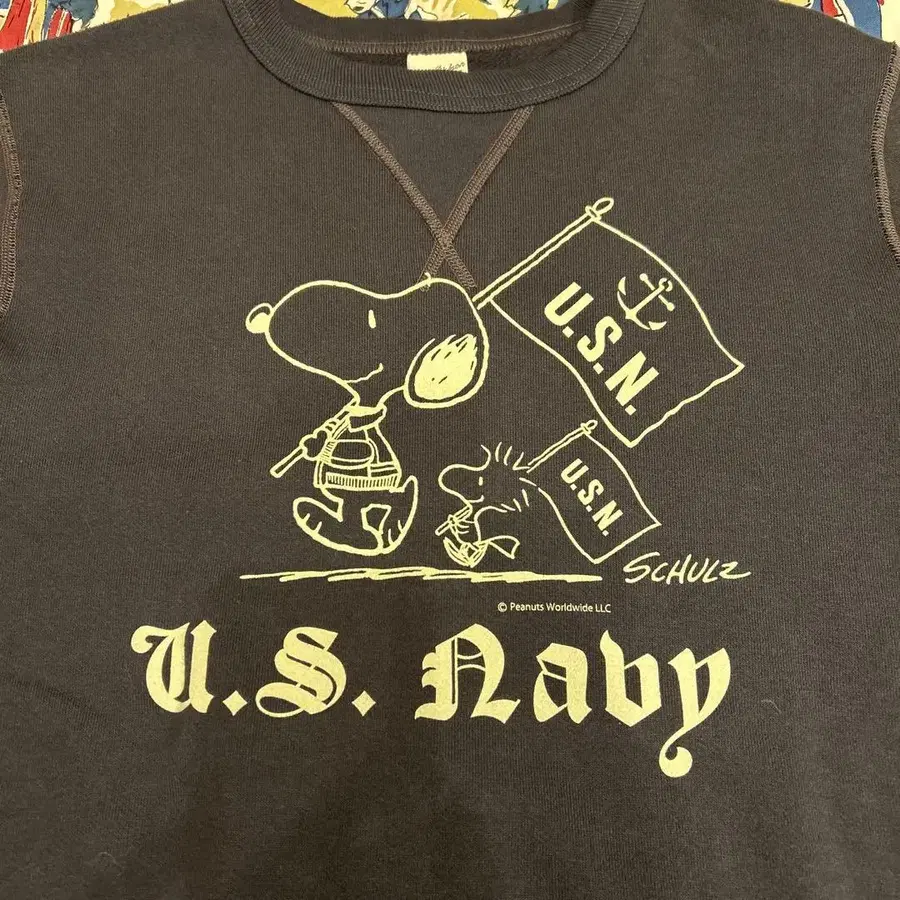 U.S.N.
U.S.N.
SCHULZ
© Peanuts Worldwide LLC
U.S. Navy